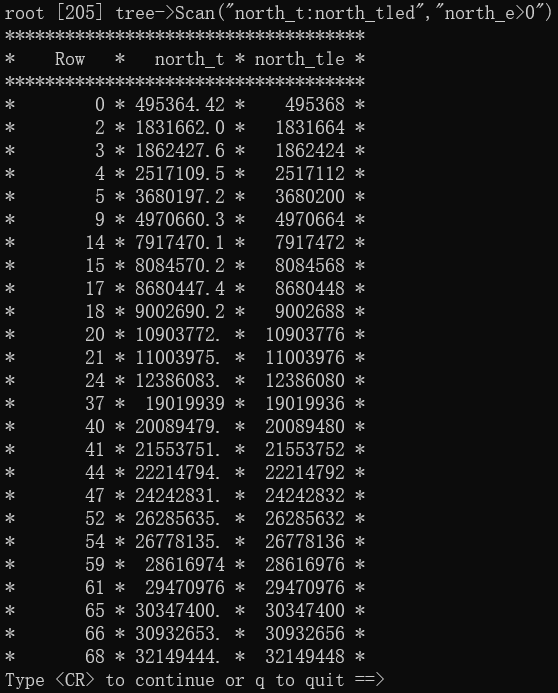 root [205] tree->Scan("north_t:north_tled","north_e>0")
************************************
*    Row   *   north_t * north_tle *
************************************
*        0 * 495364.42 *    495368 *
*        2 * 1831662.0 *   1831664 *
*        3 * 1862427.6 *   1862424 *
*        4 * 2517109.5 *   2517112 *
*        5 * 3680197.2 *   3680200 *
*        9 * 4970660.3 *   4970664 *
*       14 * 7917470.1 *   7917472 *
*       15 * 8084570.2 *   8084568 *
*       17 * 8680447.4 *   8680448 *
*       18 * 9002690.2 *   9002688 *
*       20 * 10903772. *  10903776 *
*       21 * 11003975. *  11003976 *
*       24 * 12386083. *  12386080 *
*       37 *  19019939 *  19019936 *
*       40 * 20089479. *  20089480 *
*       41 * 21553751. *  21553752 *
*       44 * 22214794. *  22214792 *
*       47 * 24242831. *  24242832 *
*       52 * 26285635. *  26285632 *
*       54 * 26778135. *  26778136 *
*       59 *  28616974 *  28616976 *
*       61 *  29470976 *  29470976 *
*       65 * 30347400. *  30347400 *
*       66 * 30932653. *  30932656 *
*       68 * 32149444. *  32149448 *
Type <CR> to continue or q to quit ==>